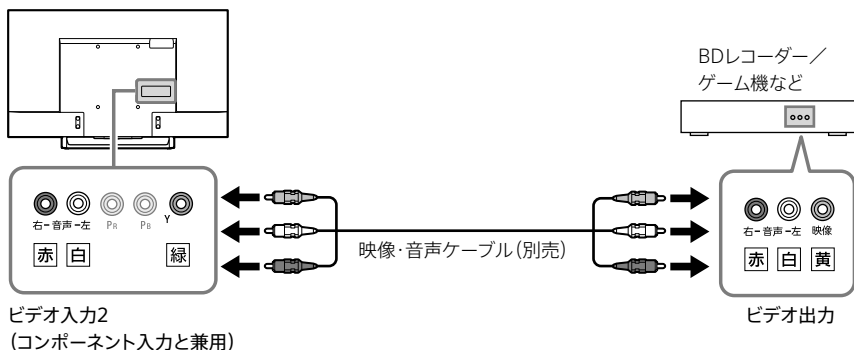 BDレコーダー／
ゲーム機など
右-音声-左 PR PB Y
赤 白 緑
映像･音声ケーブル(別売)
右-音声-左 映像
赤 白 黄
ビデオ入力2
(コンポーネント入力と兼用)
ビデオ出力